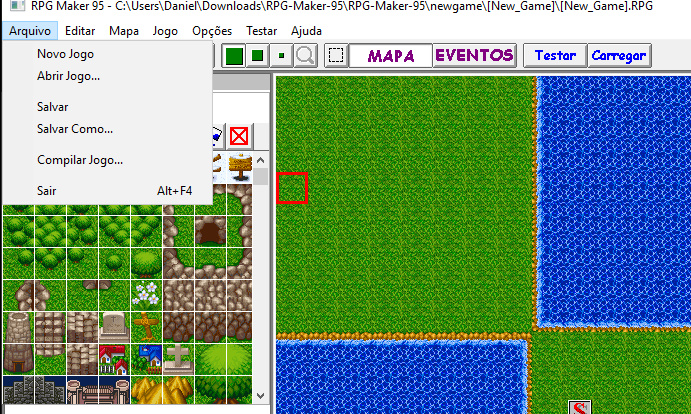 RPG Maker 95 - C:\Users\Daniel\Downloads\RPG-Maker-95\RPG-Maker-95\newgame\[New_Game]\[New_Game].RPG
Arquivo Editar Mapa Jogo Opções Testar Ajuda
MAPA EVENTOS Testar Carregar
Novo Jogo
Abrir Jogo...
Salvar
Salvar Como...
Compilar Jogo...
Sair Alt+F4
S